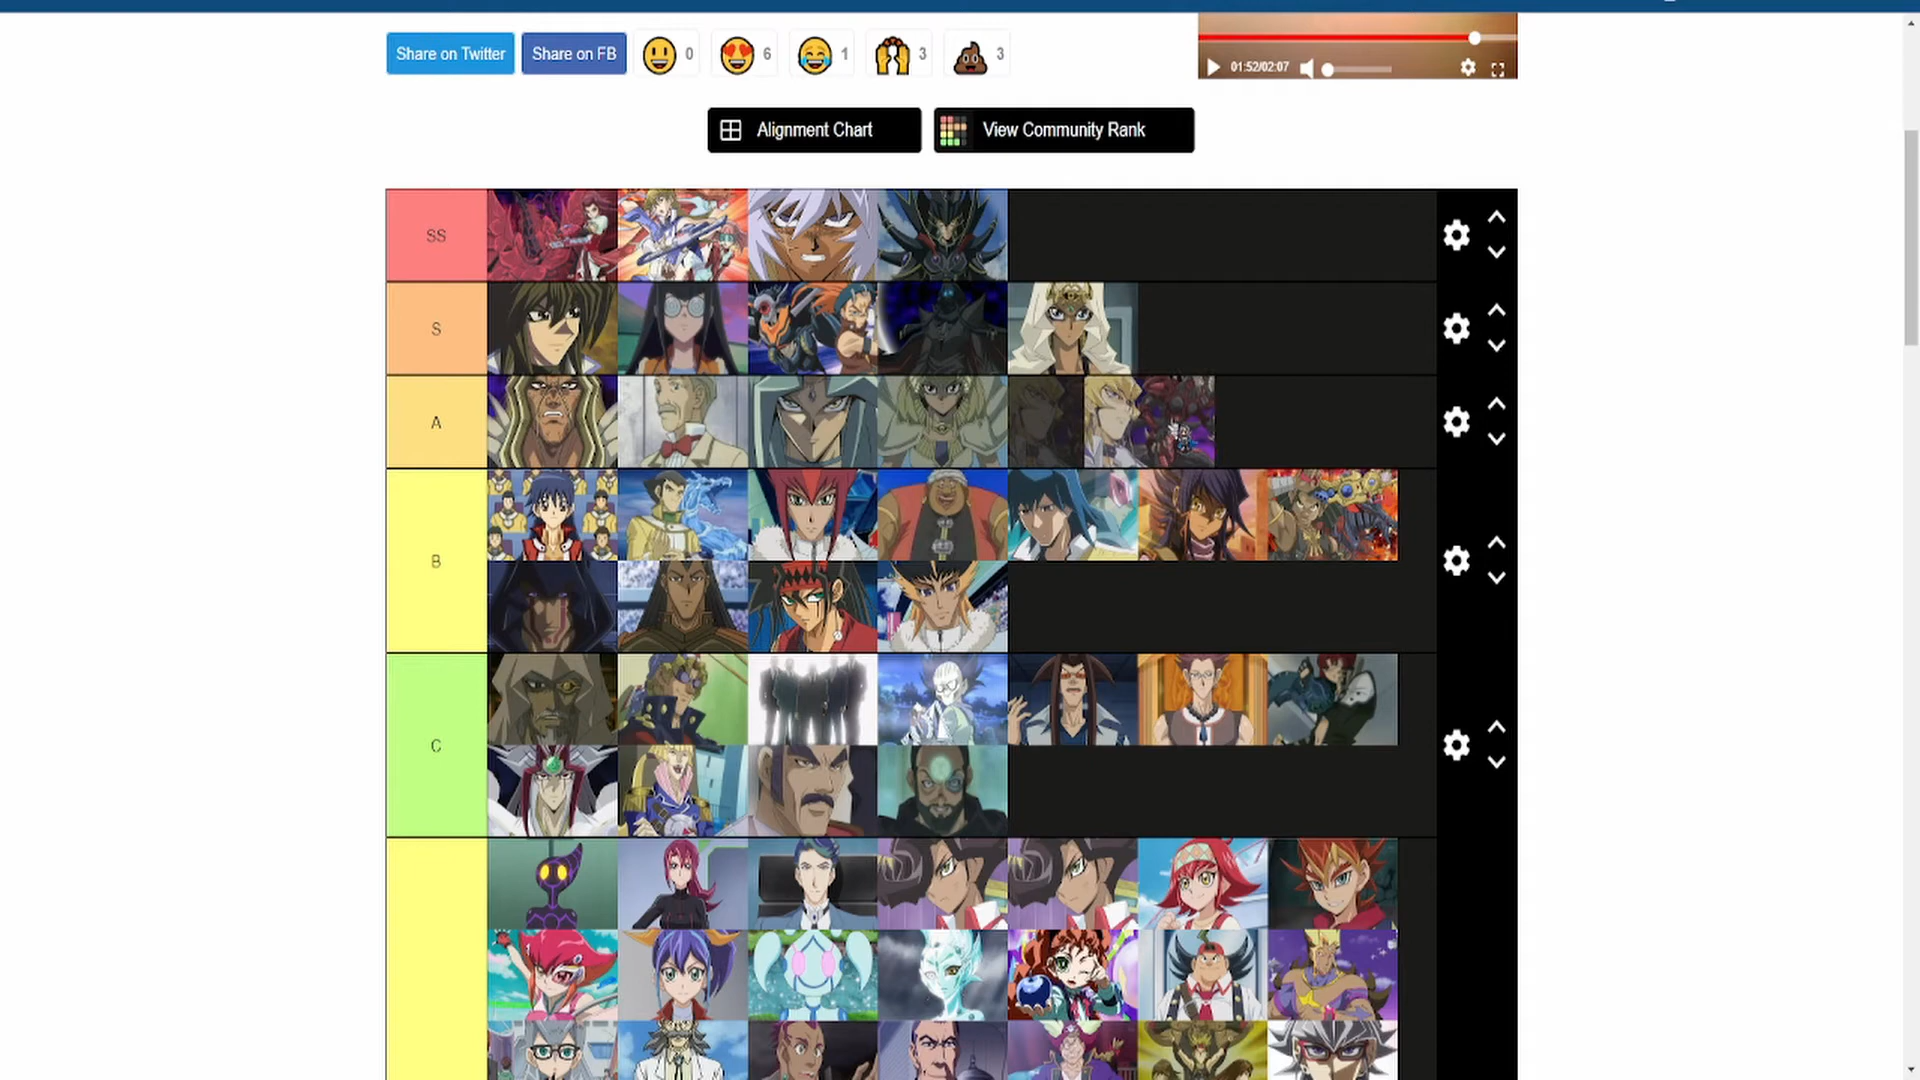 Share on Twitter
Share on FB
0
6
1
3
3
01:52/02:07
Alignment Chart
View Community Rank
SS
S
A
B
C